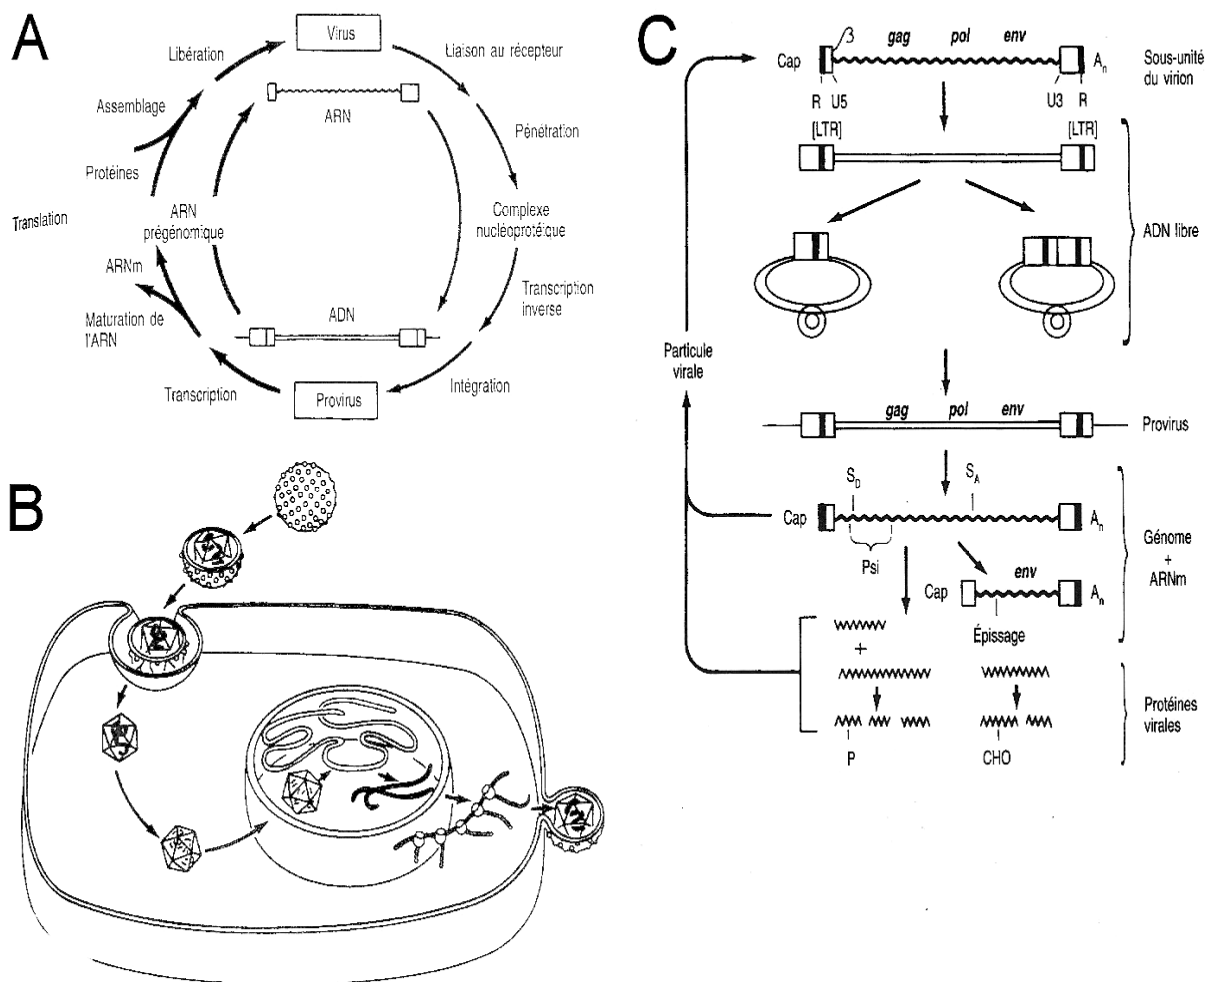 A
Virus
Libération
Liaison au récepteur
Assemblage
ARN
Pénétration
Protéines
Translation
ARN
prégénomique
Complexe
nucléoprotéique
ARNm
Transcription
inverse
Maturation de
l'ARN
ADN
Transcription
Intégration
Provirus
B
C
gag pol env
Cap
An
Sous-unité
du virion
R U5
U3 R
[LTR]
[LTR]
ADN libre
Particule
virale
gag pol env
Provirus
SD
SA
Cap
An
Psi
Génome
+
ARNm
env
Cap
An
Épissage
+
Protéines
virales
P
CHO